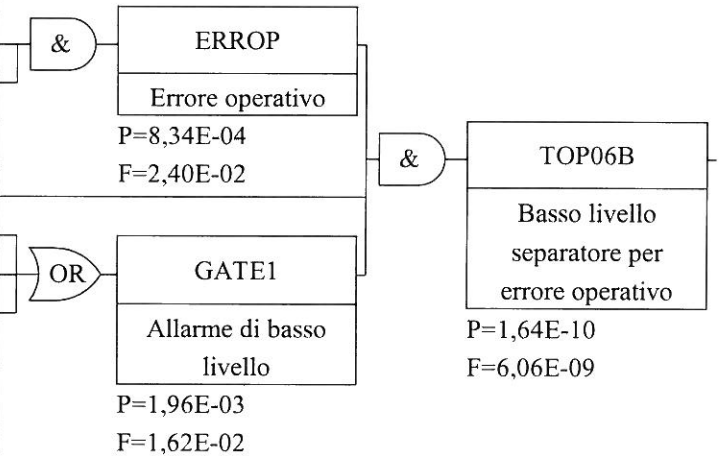 &
ERROP
Errore operativo
P=8,34E-04
F=2,40E-02
&
TOP06B
Basso livello
separatore per
errore operativo
P=1,64E-10
F=6,06E-09
OR
GATE1
Allarme di basso
livello
P=1,96E-03
F=1,62E-02